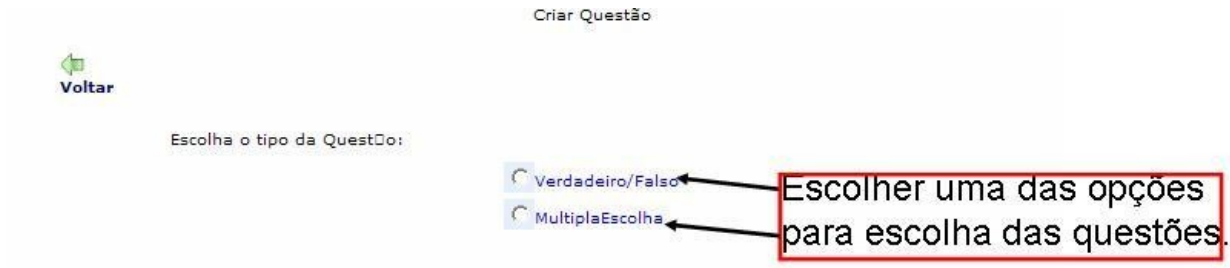 Criar Questão
Voltar
Escolha o tipo da Quest□o:
Verdadeiro/Falso
MultiplaEscolha
Escolher uma das opções
para escolha das questões.